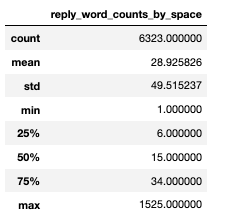 reply_word_counts_by_space
count 6323.000000
mean 28.925826
std 49.515237
min 1.000000
25% 6.000000
50% 15.000000
75% 34.000000
max 1525.000000